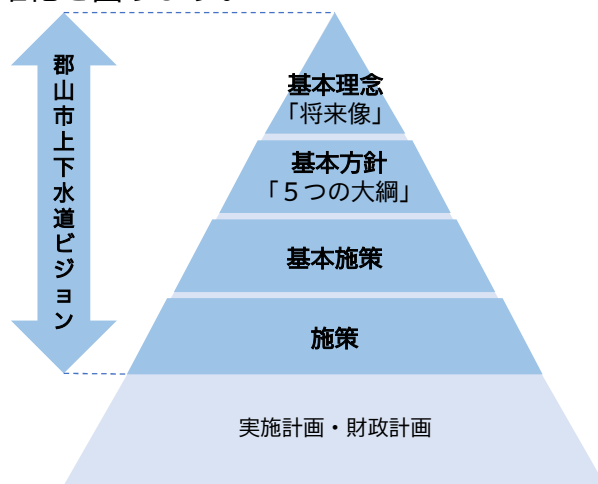 郡山市上下水道ビジョン
基本理念
「将来像」
基本方針
「５つの大綱」
基本施策
施策
実施計画・財政計画